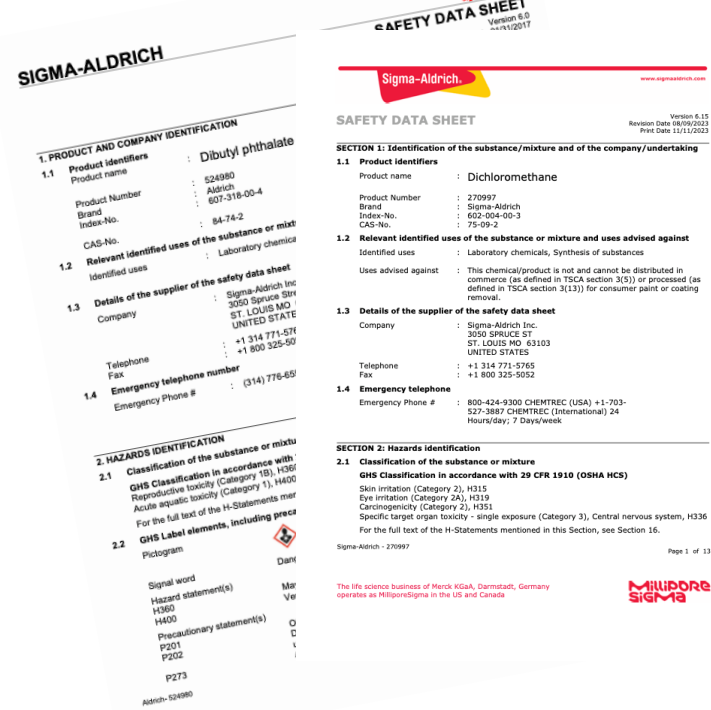 SAFETY DATA SHEET
Version 6.0
SIGMA-ALDRICH
1. PRODUCT AND COMPANY IDENTIFICATION
1.1 Product identifiers
Product name : Dibutyl phthalate
Product Number : 524980
Brand : Aldrich
Index-No. : 607-318-00-4
CAS-No. : 84-74-2
1.2 Relevant identified uses of the substance or
Identified uses : Laboratory
1.3 Details of the supplier of the safety data sheet
Company : Sigma-Aldrich Inc
3050 Spruce
ST. LOUIS MO
UNITED
Telephone : +1 314
Fax : +1 800
1.4 Emergency telephone number
Emergency Phone # : (314)
2. HAZARDS IDENTIFICATION
2.1 Classification of the substance or
GHS Classification in accordance with
Reproductive toxicity (Category 1B),
Acute aquatic toxicity (Category 1), H400
For the full text of the H-Statements
2.2 GHS Label elements, including
Pictogram
Signal word
Hazard statement(s)
H360
H400
Precautionary statement(s)
P201
P202
P273
Aldrich- 524980
Sigma-Aldrich®
www.sigmaaldrich.com
SAFETY DATA SHEET
Version 6.15
Revision Date 08/09/2023
Print Date 11/11/2023
SECTION 1: Identification of the substance/mixture and of the company/undertaking
1.1 Product identifiers
Product name : Dichloromethane
Product Number : 270997
Brand : Sigma-Aldrich
Index-No. : 602-004-00-3
CAS-No. : 75-09-2
1.2 Relevant identified uses of the substance or mixture and uses advised against
Identified uses : Laboratory chemicals, Synthesis of substances
Uses advised against : This chemical/product is not and cannot be distributed in
commerce (as defined in TSCA section 3(5)) or processed (as
defined in TSCA section 3(13)) for consumer paint or coating
removal.
1.3 Details of the supplier of the safety data sheet
Company : Sigma-Aldrich Inc.
3050 SPRUCE ST
ST. LOUIS MO 63103
UNITED STATES
Telephone : +1 314 771-5765
Fax : +1 800 325-5052
1.4 Emergency telephone
Emergency Phone # : 800-424-9300 CHEMTREC (USA) +1-703-
527-3887 CHEMTREC (International) 24
Hours/day; 7 Days/week
SECTION 2: Hazards identification
2.1 Classification of the substance or mixture
GHS Classification in accordance with 29 CFR 1910 (OSHA HCS)
Skin irritation (Category 2), H315
Eye irritation (Category 2A), H319
Carcinogenicity (Category 2), H351
Specific target organ toxicity - single exposure (Category 3), Central nervous system, H336
For the full text of the H-Statements mentioned in this Section, see Section 16.
Sigma-Aldrich - 270997
Page 1 of 13
The life science business of Merck KGaA, Darmstadt, Germany
operates as MilliporeSigma in the US and Canada
MILLIPORE
SIGMA